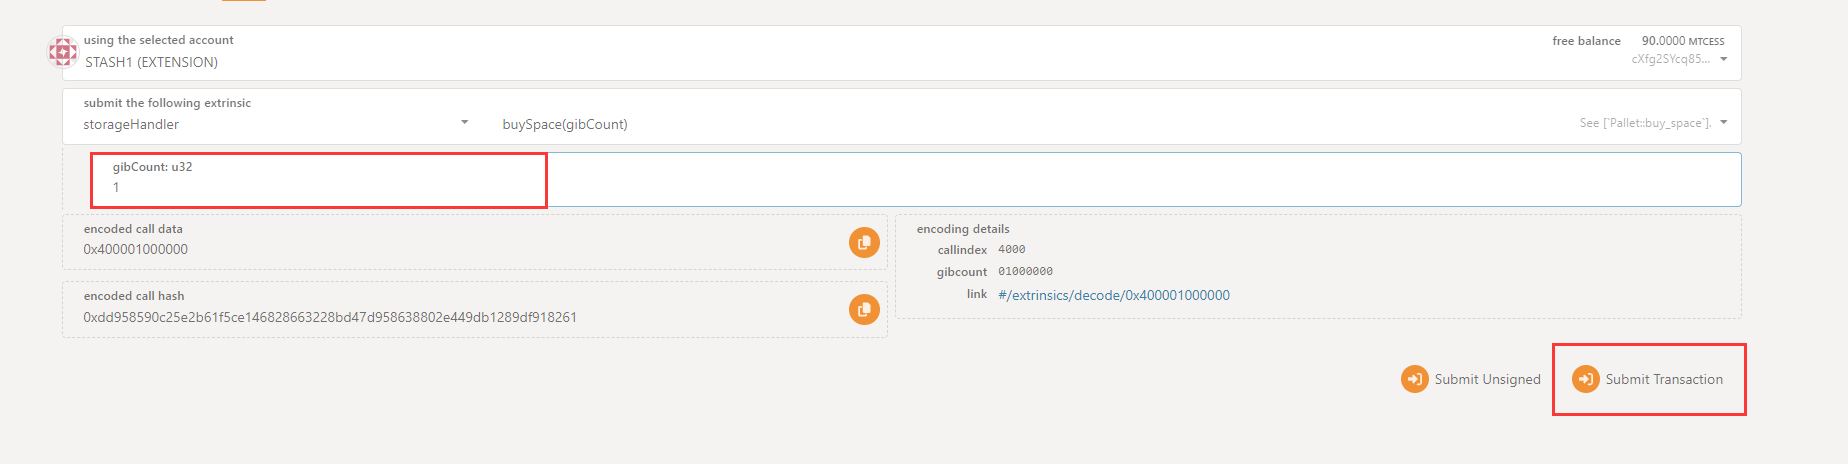 using the selected account
STASH1 (EXTENSION)
free balance 90.0000 MTCESS
cXfg2SYcq85...
submit the following extrinsic
storageHandler
buySpace(gibCount)
See [`Pallet::buy_space`].
gibCount: u32
1
encoded call data
0x400001000000
encoding details
callindex 4000
gibcount 01000000
link #/extrinsics/decode/0x400001000000
encoded call hash
0xdd958590c25e2b61f5ce146828663228bd47d958638802e449db1289df918261
Submit Unsigned
Submit Transaction